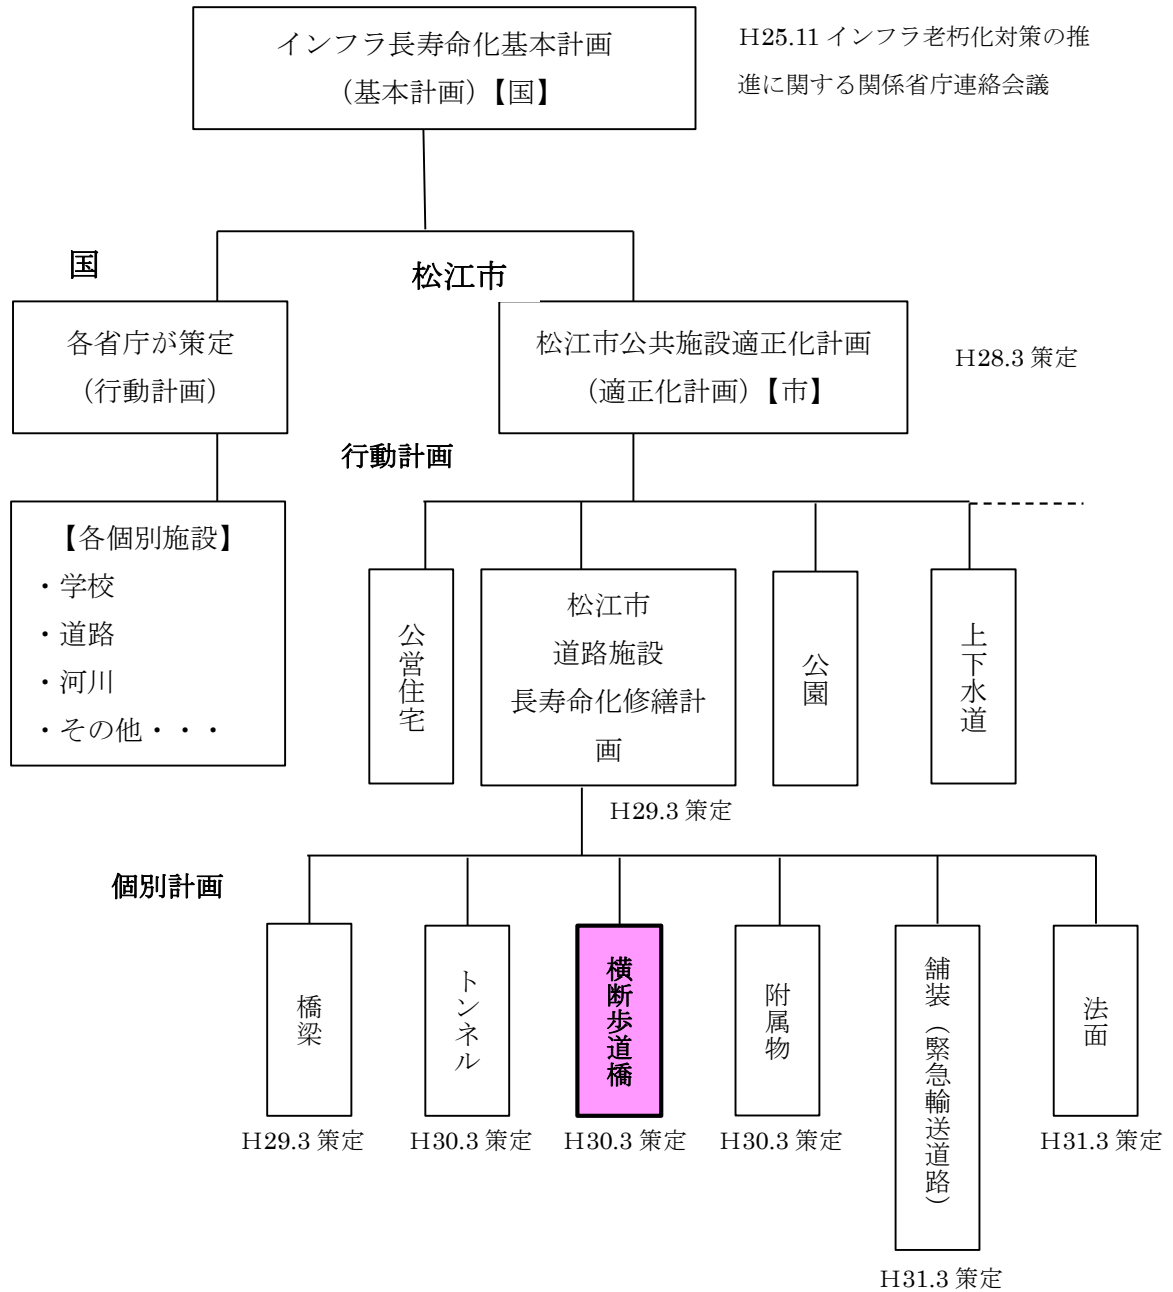 インフラ長寿命化基本計画
（基本計画）【国】
H25.11 インフラ老朽化対策の推
進に関する関係省庁連絡会議
国
松江市
各省庁が策定
（行動計画）
松江市公共施設適正化計画
（適正化計画）【市】
H28.3 策定
行動計画
【各個別施設】
・学校
・道路
・河川
・その他・・・
公営住宅
松江市
道路施設
長寿命化修繕計
画
公園
上下水道
H29.3 策定
個別計画
橋梁
トンネル
横断歩道橋
附属物
舗装（緊急輸送道路）
法面
H29.3 策定
H30.3 策定
H30.3 策定
H30.3 策定
H31.3 策定
H31.3 策定